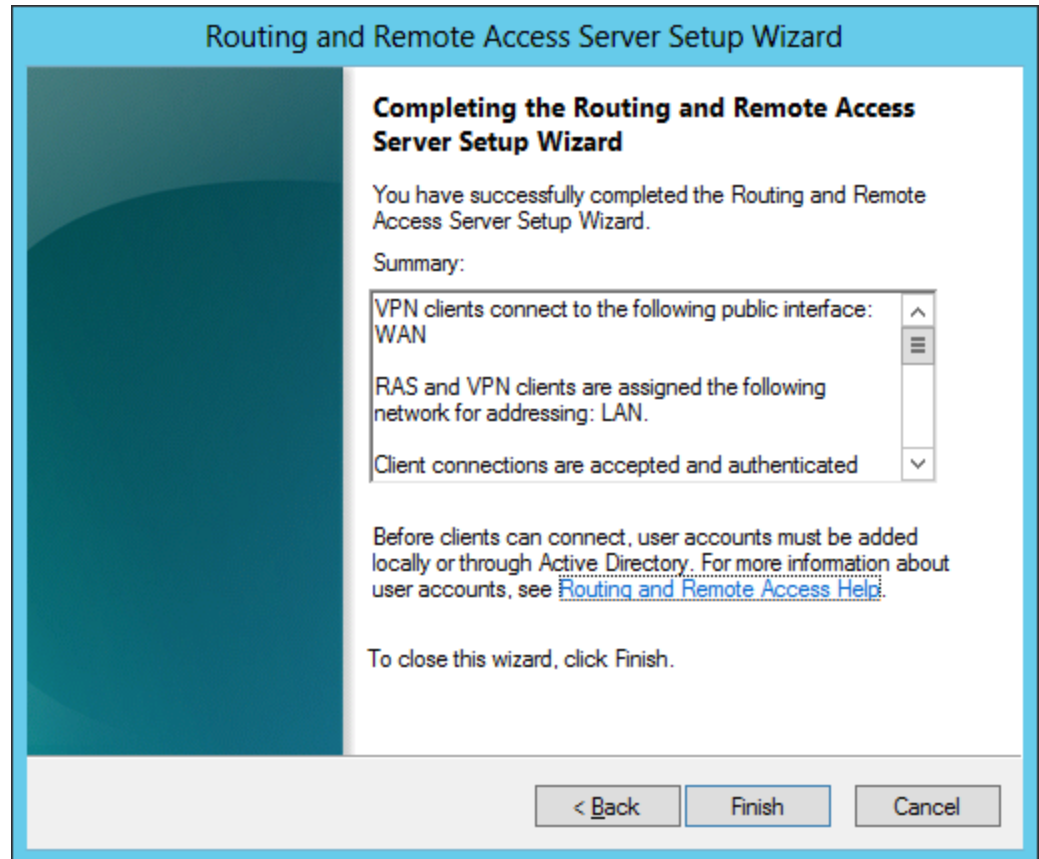 Routing and Remote Access Server Setup Wizard
Completing the Routing and Remote Access
Server Setup Wizard
You have successfully completed the Routing and Remote
Access Server Setup Wizard.
Summary:
VPN clients connect to the following public interface:
WAN
RAS and VPN clients are assigned the following
network for addressing: LAN.
Client connections are accepted and authenticated
Before clients can connect, user accounts must be added
locally or through Active Directory. For more information about
user accounts, see Routing and Remote Access Help.
To close this wizard, click Finish.
< Back
Finish
Cancel